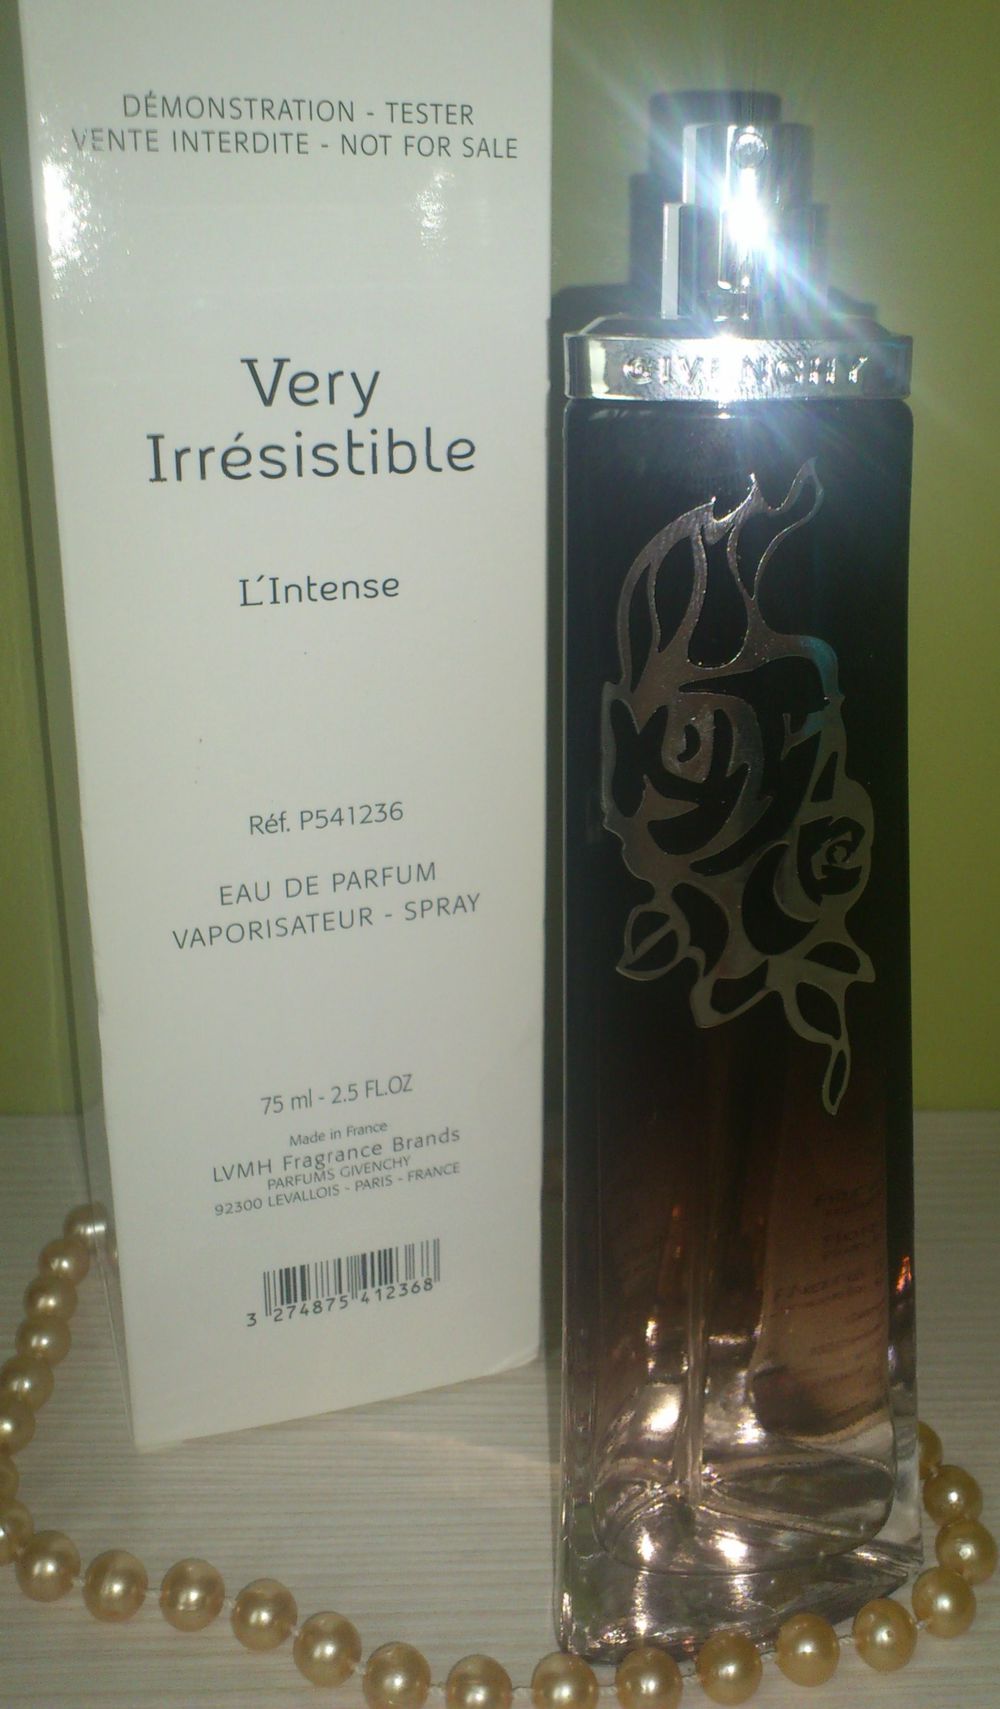 DÉMONSTRATION - TESTER
VENTE INTERDITE - NOT FOR SALE
Very
Irrésistible
L´Intense
Réf. P541236
EAU DE PARFUM
VAPORISATEUR - SPRAY
75 ml - 2.5 FL.OZ
Made in France
LVMH Fragrance Brands
PARFUMS GIVENCHY
92300 LEVALLOIS - PARIS - FRANCE
3 274875 412368
GIVENCHY